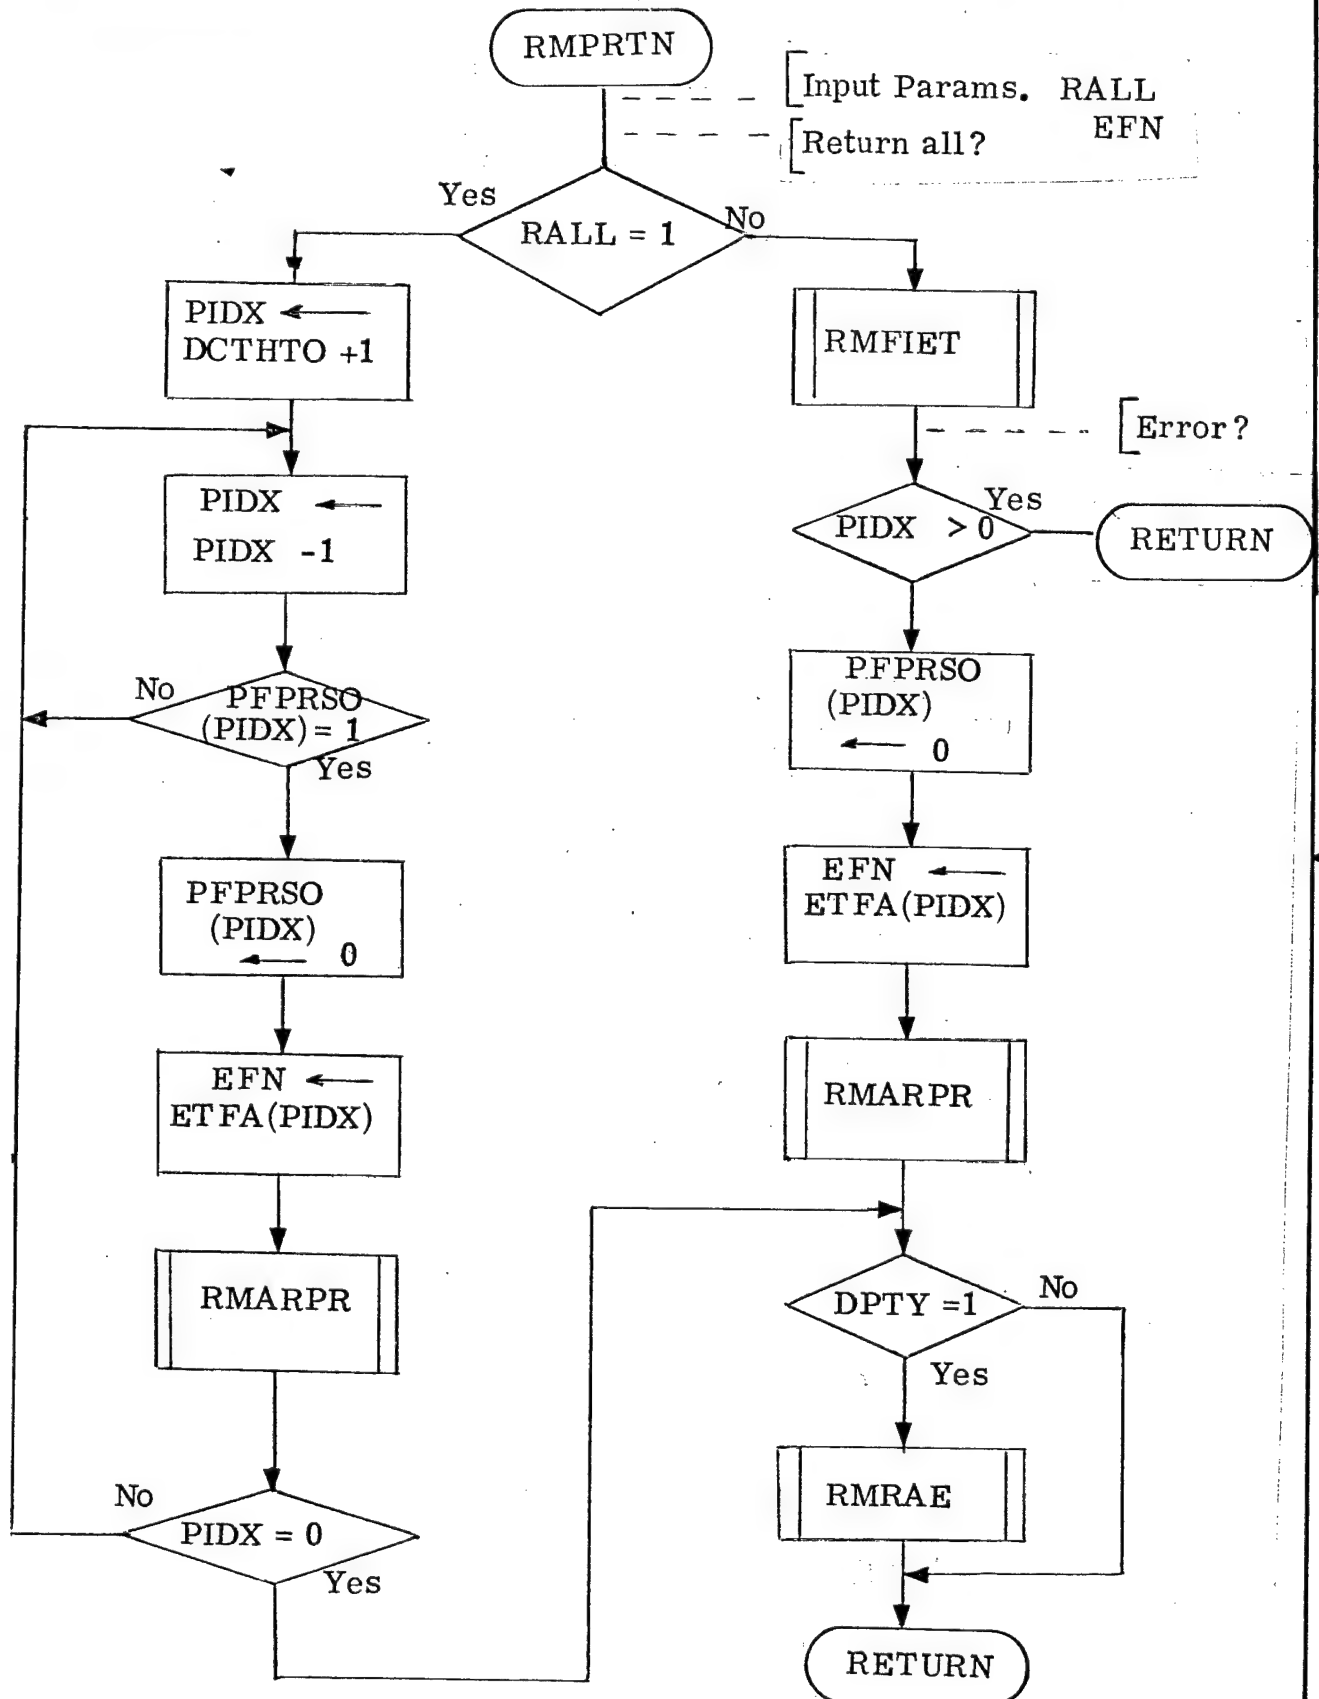 RMPRTN
[Input Params. RALL
EFN
[Return all?
Yes
RALL = 1
No
PIDX ←
DCTHTO +1
PIDX ←
PIDX -1
No
PFPRSO
(PIDX) = 1
Yes
PFPRSO
(PIDX)
← 0
EFN ←
ETFA(PIDX)
RMARPR
No
PIDX = 0
Yes
RMFIET
[Error?
Yes
PIDX > 0
RETURN
PFPRSO
(PIDX)
← 0
EFN ←
ETFA(PIDX)
RMARPR
DPTY =1
No
Yes
RMRAE
RETURN